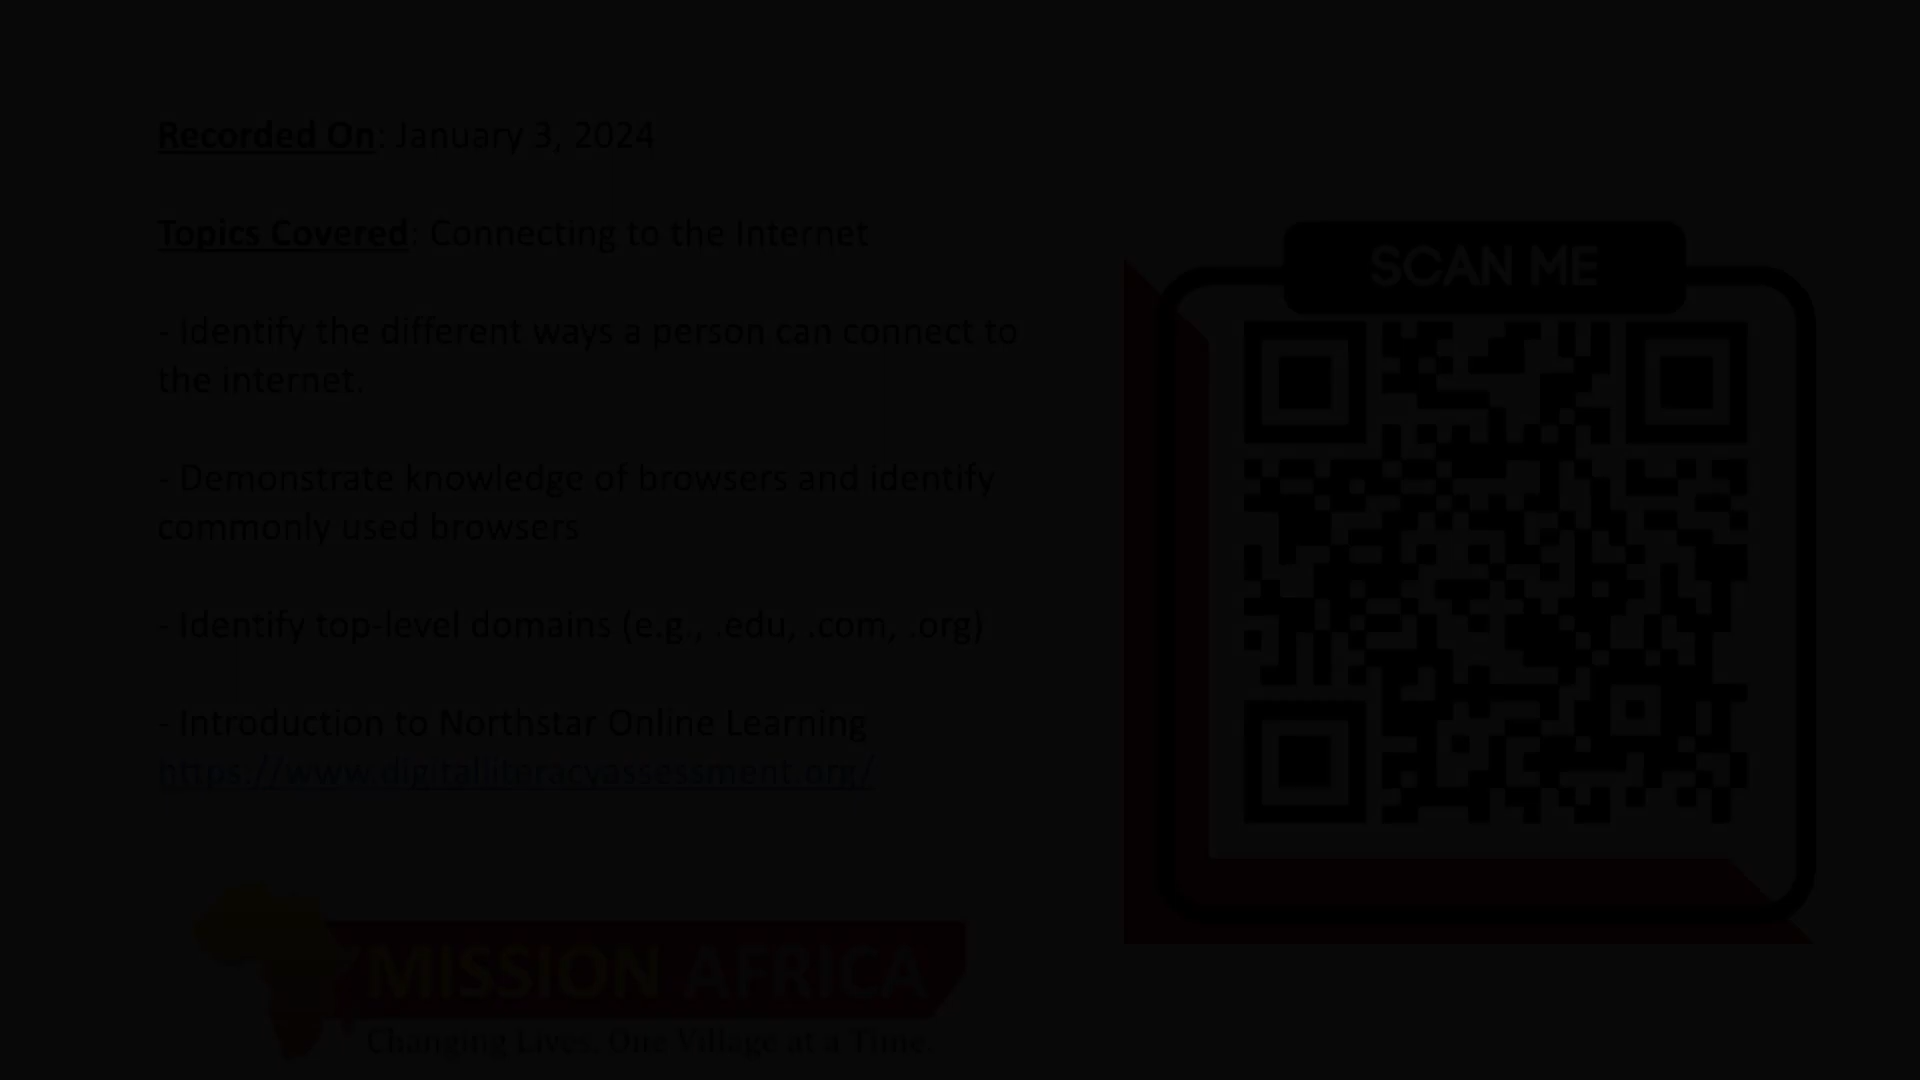 Recorded On: January 3, 2024
Topics Covered: Connecting to the Internet
- Identify the different ways a person can connect to
the internet.
- Demonstrate knowledge of browsers and identify
commonly used browsers
- Identify top-level domains (e.g., .edu, .com, .org)
- Introduction to Northstar Online Learning
https://www.digitalliteracyassessment.org/
SCAN ME
MISSION AFRICA
Changing Lives. One Village at a Time.